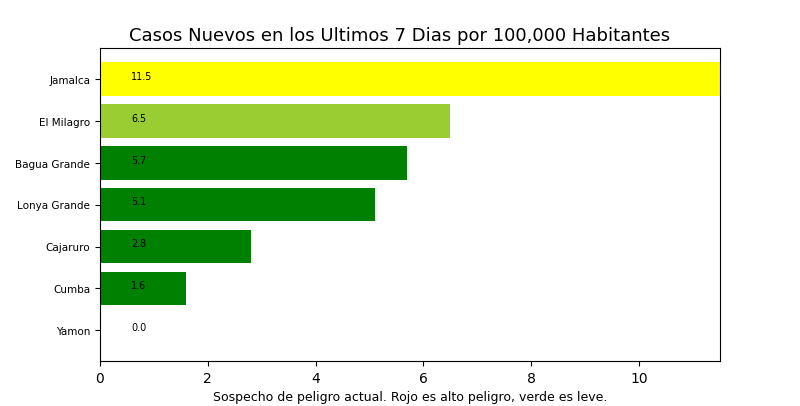 Casos Nuevos en los Ultimos 7 Dias por 100,000 Habitantes
Jamalca 11.5
El Milagro 6.5
Bagua Grande 5.7
Lonya Grande 5.1
Cajaruro 2.8
Cumba 1.6
Yamon 0.0
0 2 4 6 8 10
Sospecho de peligro actual. Rojo es alto peligro, verde es leve.